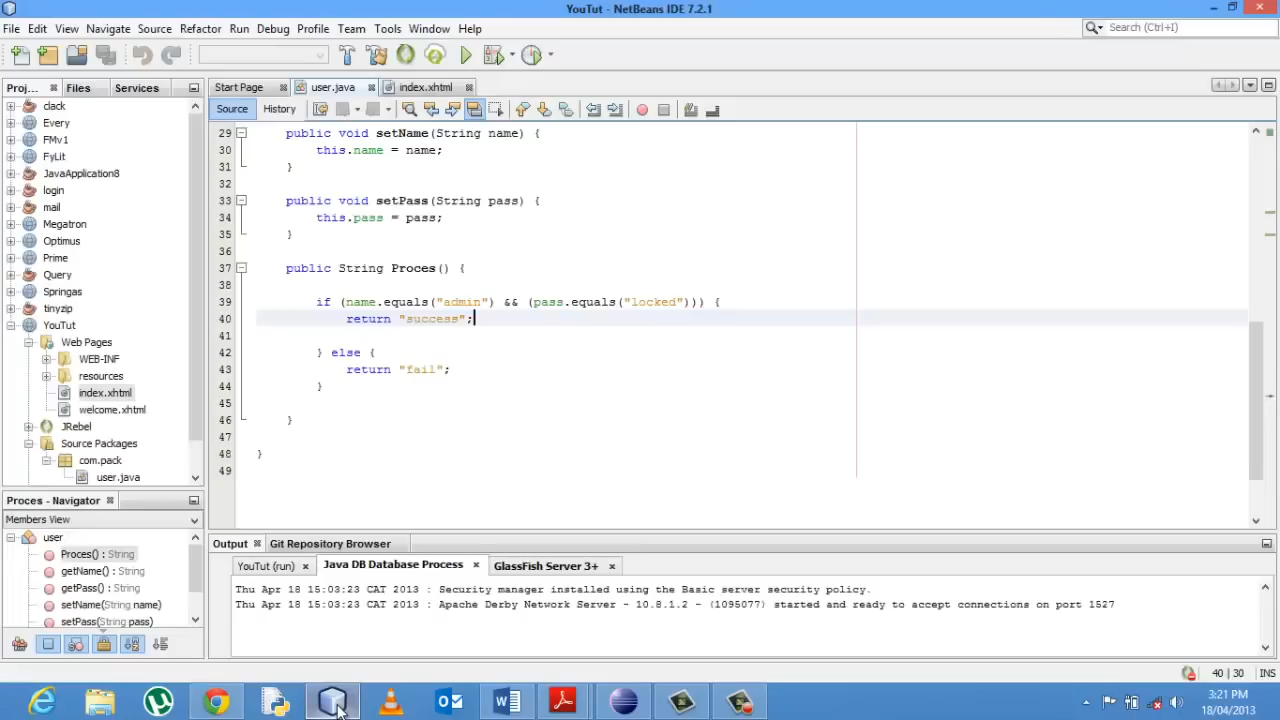 YouTut - NetBeans IDE 7.2.1
File Edit View Navigate Source Refactor Run Debug Profile Team Tools Window Help
Search (Ctrl+I)
Proj... Files Services
Start Page user.java index.xhtml
Source History
clack
Every
FMv1
FyLit
JavaApplication8
login
mail
Megatron
Optimus
Prime
Query
Springas
tinyzip
YouTut
Web Pages
WEB-INF
resources
index.xhtml
welcome.xhtml
JRebel
Source Packages
com.pack
user.java
29 public void setName(String name) {
30 this.name = name;
31 }
32
33 public void setPass(String pass) {
34 this.pass = pass;
35 }
36
37 public String Proces() {
38
39 if (name.equals("admin") && (pass.equals("locked"))) {
40 return "success";
41
42 } else {
43 return "fail";
44 }
45
46 }
47
48 }
49
Proces - Navigator
Members View
user
Proces() : String
getName() : String
getPass() : String
setName(String name)
setPass(String pass)
Output Git Repository Browser
YouTut (run) Java DB Database Process GlassFish Server 3+
Thu Apr 18 15:03:23 CAT 2013 : Security manager installed using the Basic server security policy.
Thu Apr 18 15:03:23 CAT 2013 : Apache Derby Network Server - 10.8.1.2 - (1095077) started and ready to accept connections on port 1527
40 | 30 INS
3:21 PM
18/04/2013